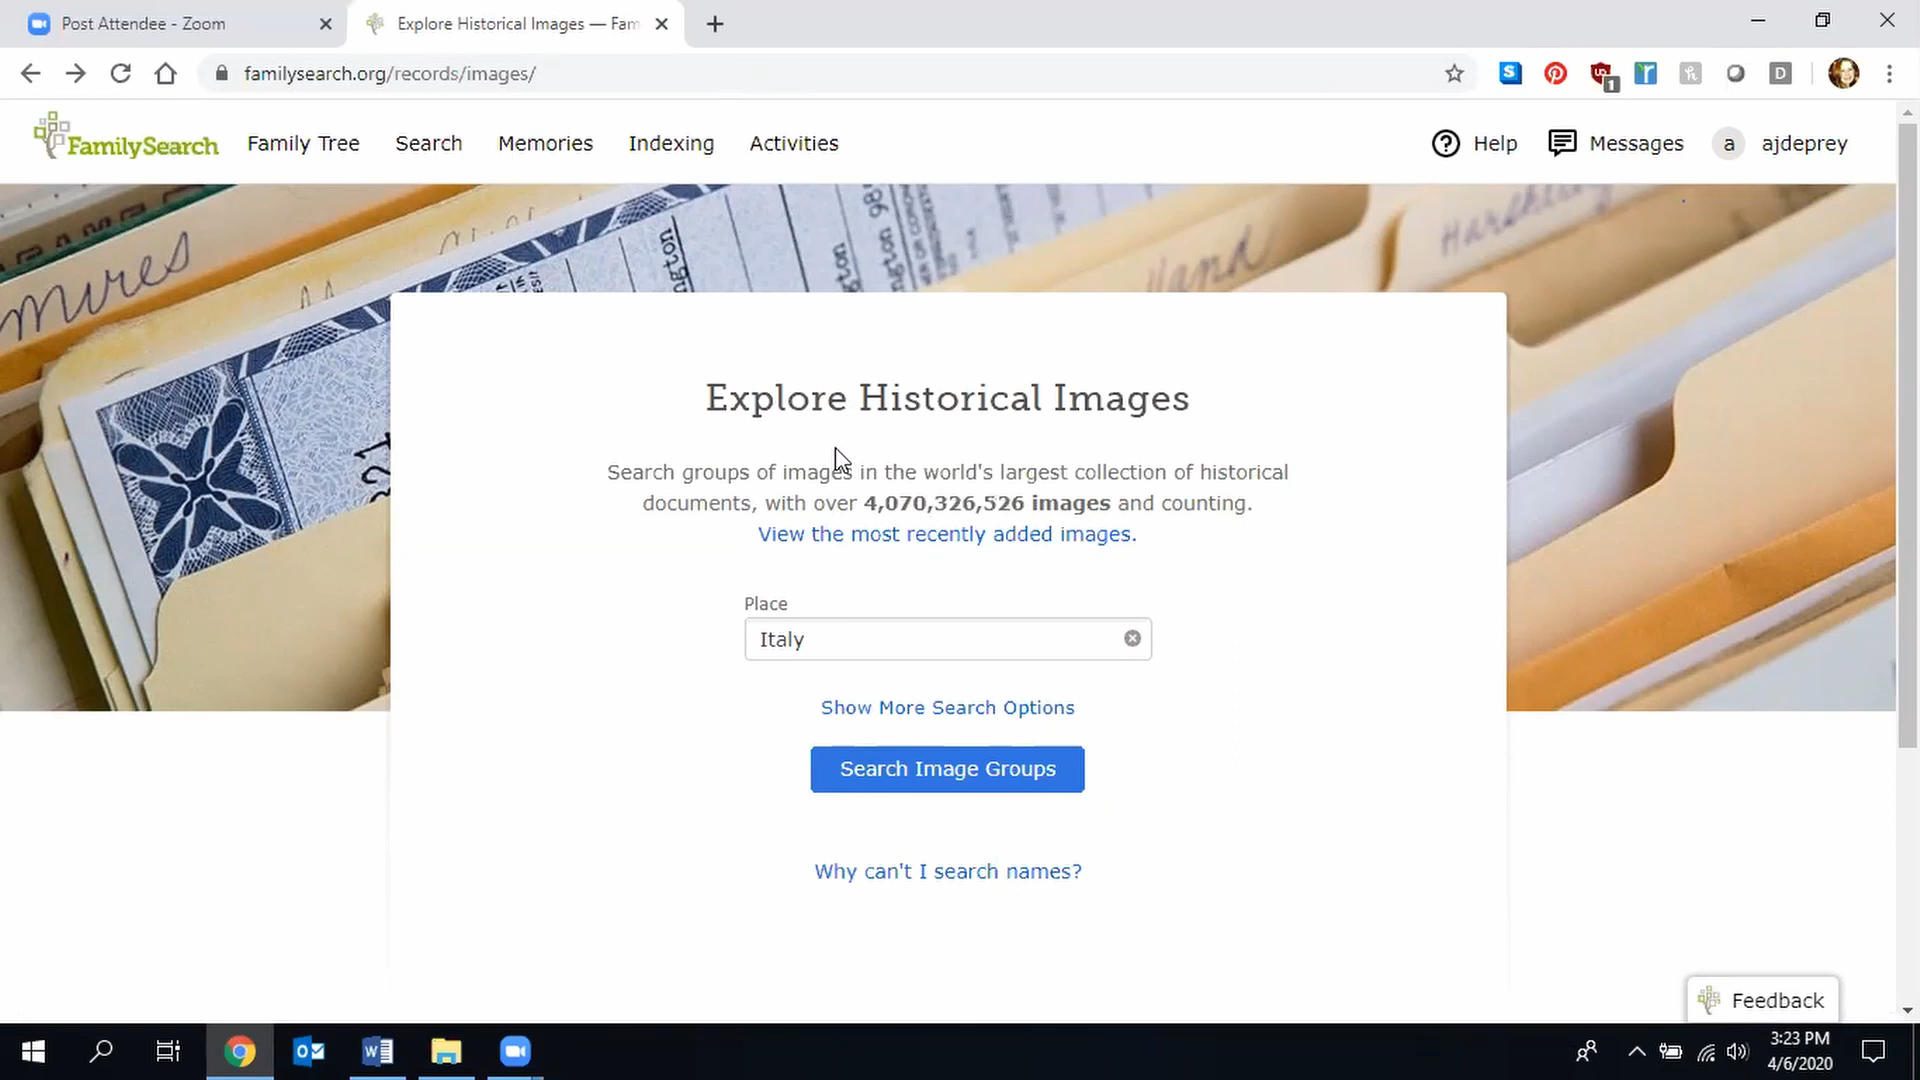 Post Attendee - Zoom
Explore Historical Images — Fam
familysearch.org/records/images/
S
1
D
FamilySearch
Family Tree
Search
Memories
Indexing
Activities
Help
Messages
a
ajdeprey
mires
Hand
Explore Historical Images
Search groups of images in the world's largest collection of historical
documents, with over 4,070,326,526 images and counting.
View the most recently added images.
Place
Italy
Show More Search Options
Search Image Groups
Why can't I search names?
Feedback
3:23 PM
4/6/2020